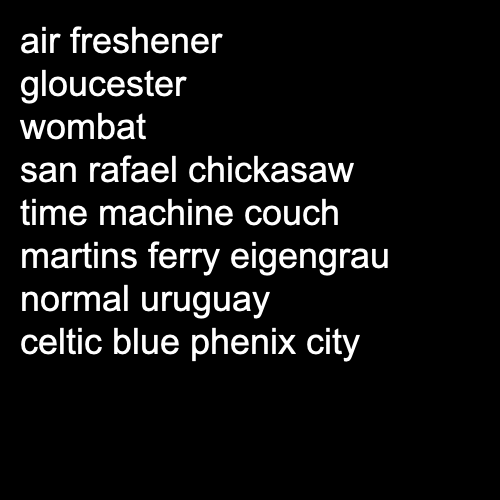 air freshener
gloucester
wombat
san rafael chickasaw
time machine couch
martins ferry eigengrau
normal uruguay
celtic blue phenix city